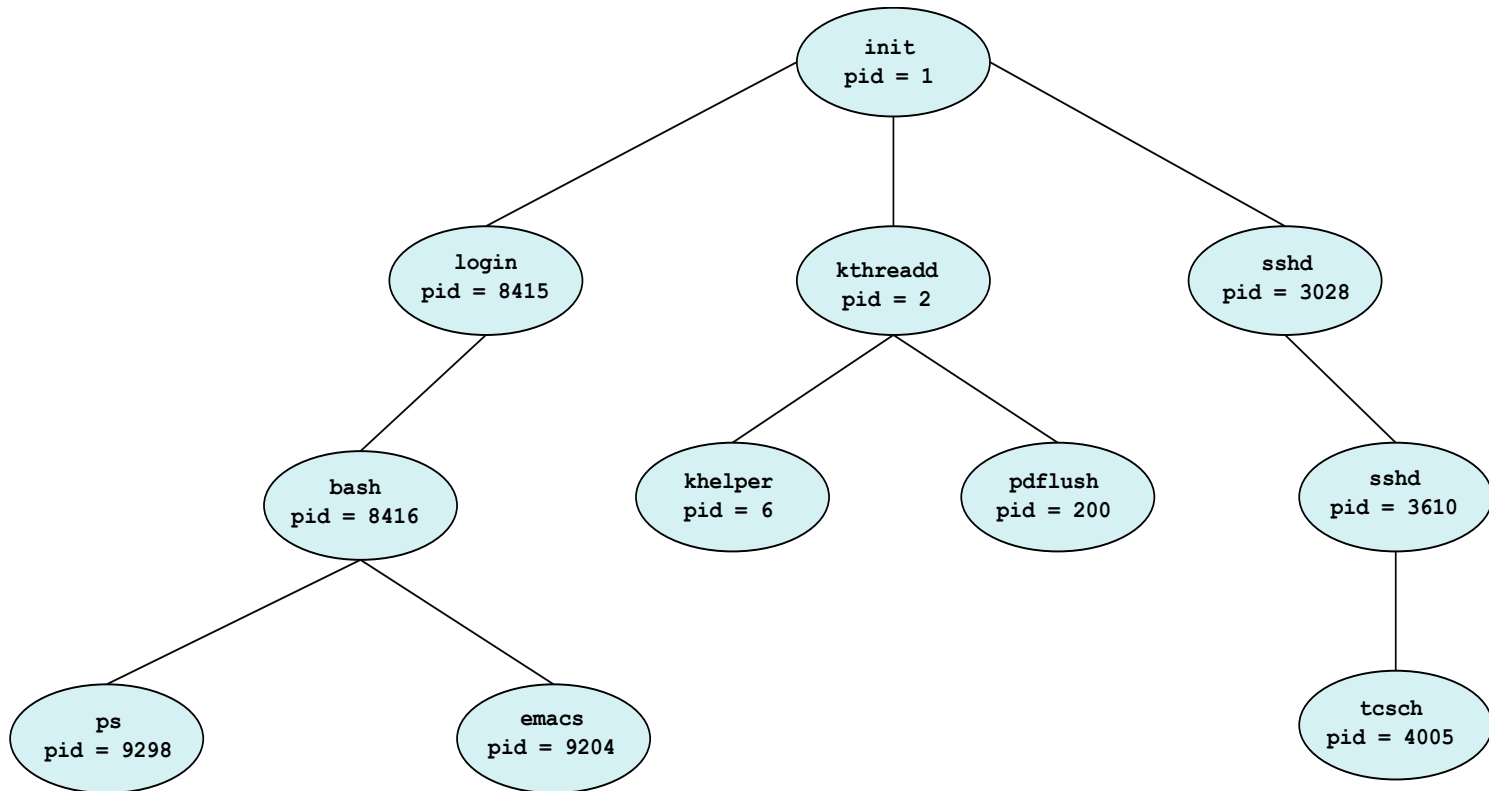 init
pid = 1
login
pid = 8415
kthreadd
pid = 2
sshd
pid = 3028
bash
pid = 8416
khelper
pid = 6
pdflush
pid = 200
sshd
pid = 3610
ps
pid = 9298
emacs
pid = 9204
tcsch
pid = 4005